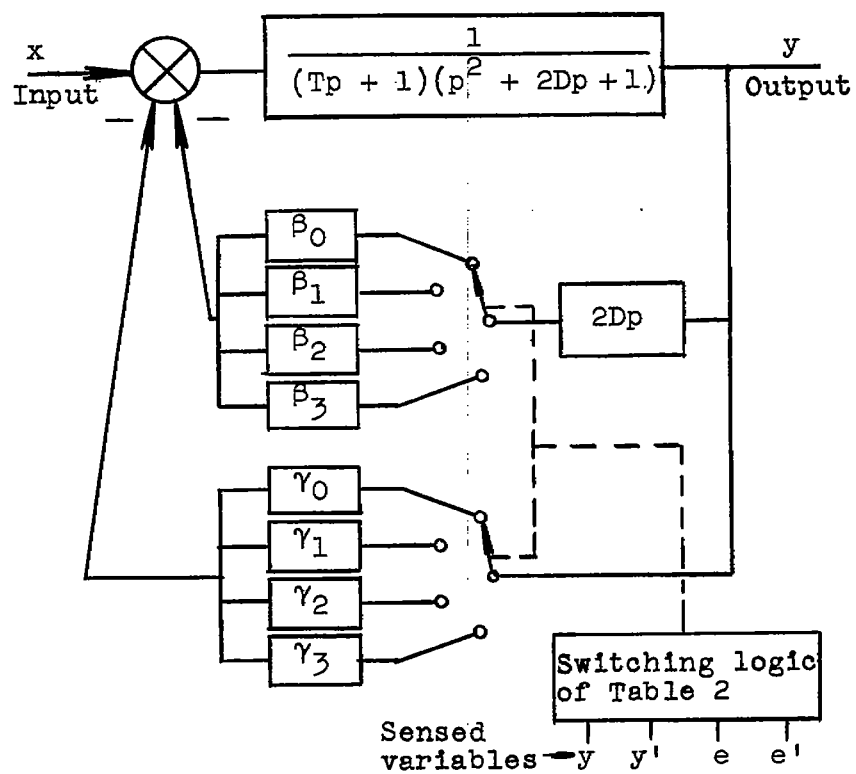 x
Input
1
(Tp + 1)(p² + 2Dp + 1)
y
Output
β₀
β₁
β₂
β₃
2Dp
γ₀
γ₁
γ₂
γ₃
Switching logic
of Table 2
Sensed
variables
y y' e e'